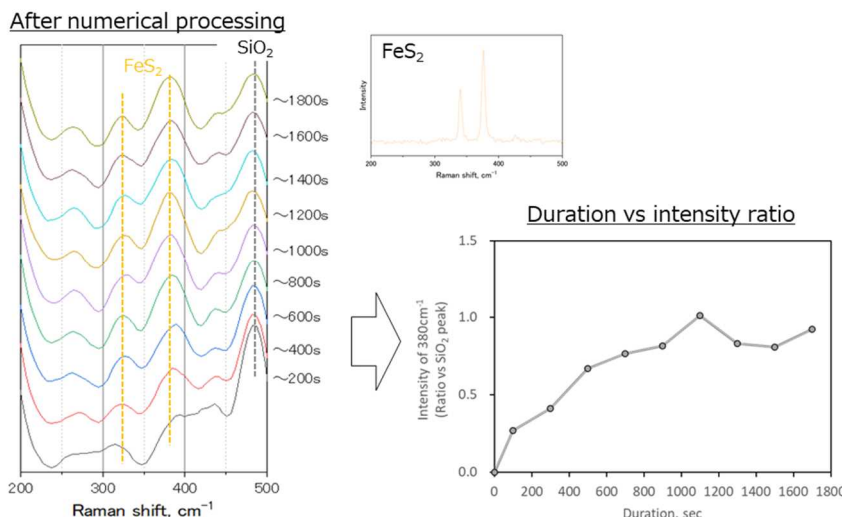 After numerical processing
SiO₂
FeS₂
~1800s
~1600s
~1400s
~1200s
~1000s
~800s
~600s
~400s
~200s
200 300 400 500
Raman shift, cm⁻¹
FeS₂
Intensity
200 300 400 500
Raman shift, cm⁻¹
Duration vs intensity ratio
1.5
1.0
0.5
0.0
Intensity of 380cm⁻¹
(Ratio vs SiO₂ peak)
0 200 400 600 800 1000 1200 1400 1600 1800
Duration, sec